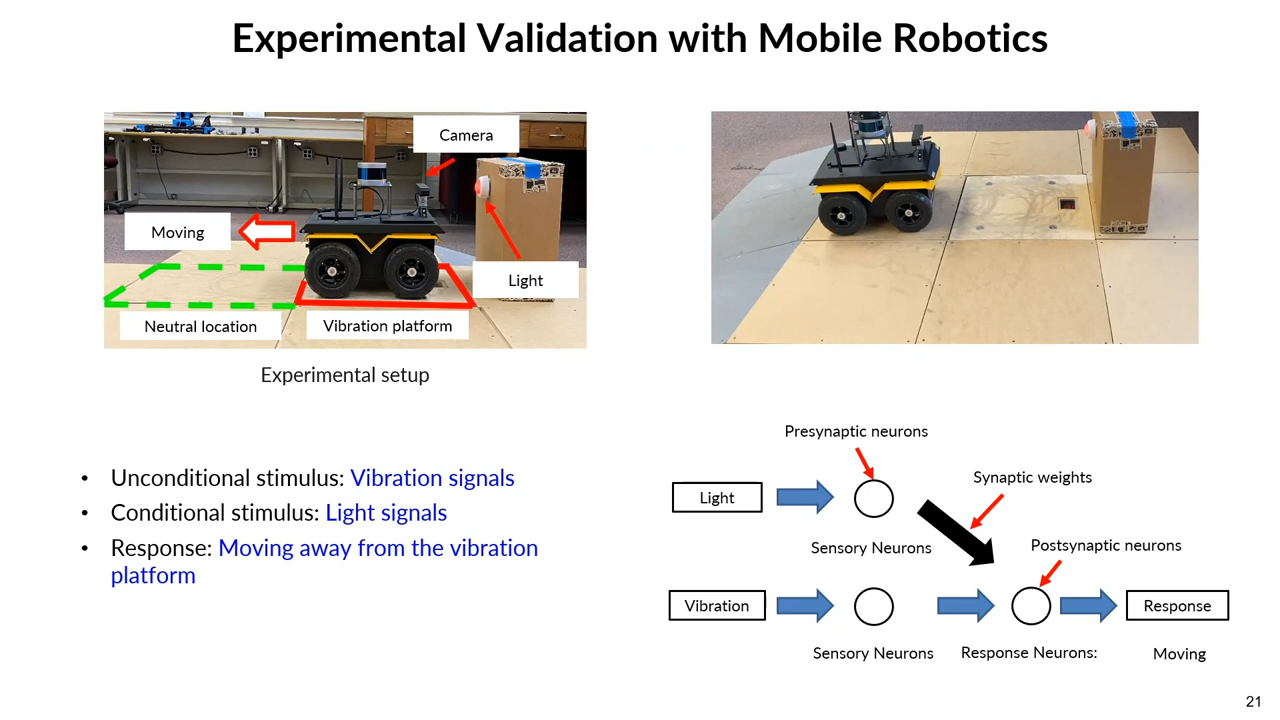 Experimental Validation with Mobile Robotics
Camera
Moving
Light
Neutral location
Vibration platform
Experimental setup
• Unconditional stimulus: Vibration signals
• Conditional stimulus: Light signals
• Response: Moving away from the vibration
platform
Presynaptic neurons
Synaptic weights
Light
Sensory Neurons
Postsynaptic neurons
Vibration
Response
Sensory Neurons
Response Neurons:
Moving
21